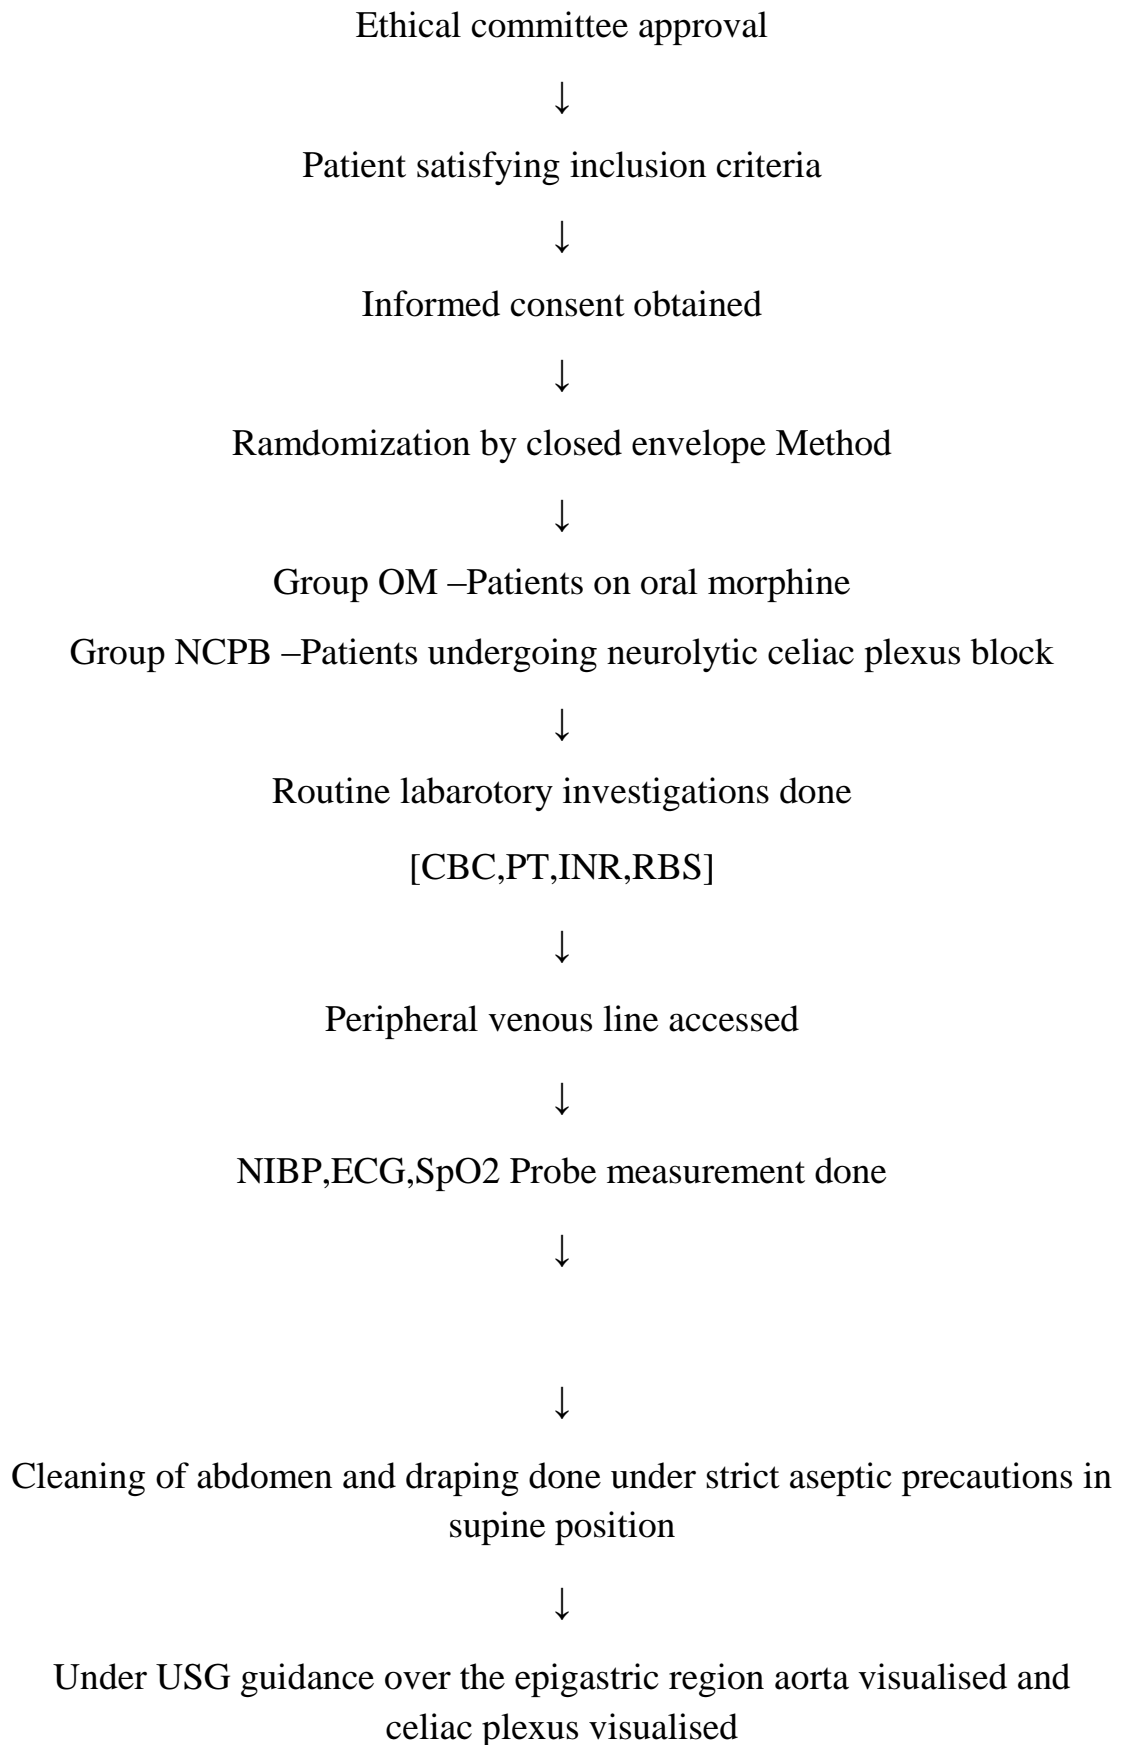 Ethical committee approval
↓
Patient satisfying inclusion criteria
↓
Informed consent obtained
↓
Ramdomization by closed envelope Method
↓
Group OM –Patients on oral morphine
Group NCPB –Patients undergoing neurolytic celiac plexus block
↓
Routine labarotory investigations done
[CBC,PT,INR,RBS]
↓
Peripheral venous line accessed
↓
NIBP,ECG,SpO2 Probe measurement done
↓
↓
Cleaning of abdomen and draping done under strict aseptic precautions in
supine position
↓
Under USG guidance over the epigastric region aorta visualised and
celiac plexus visualised